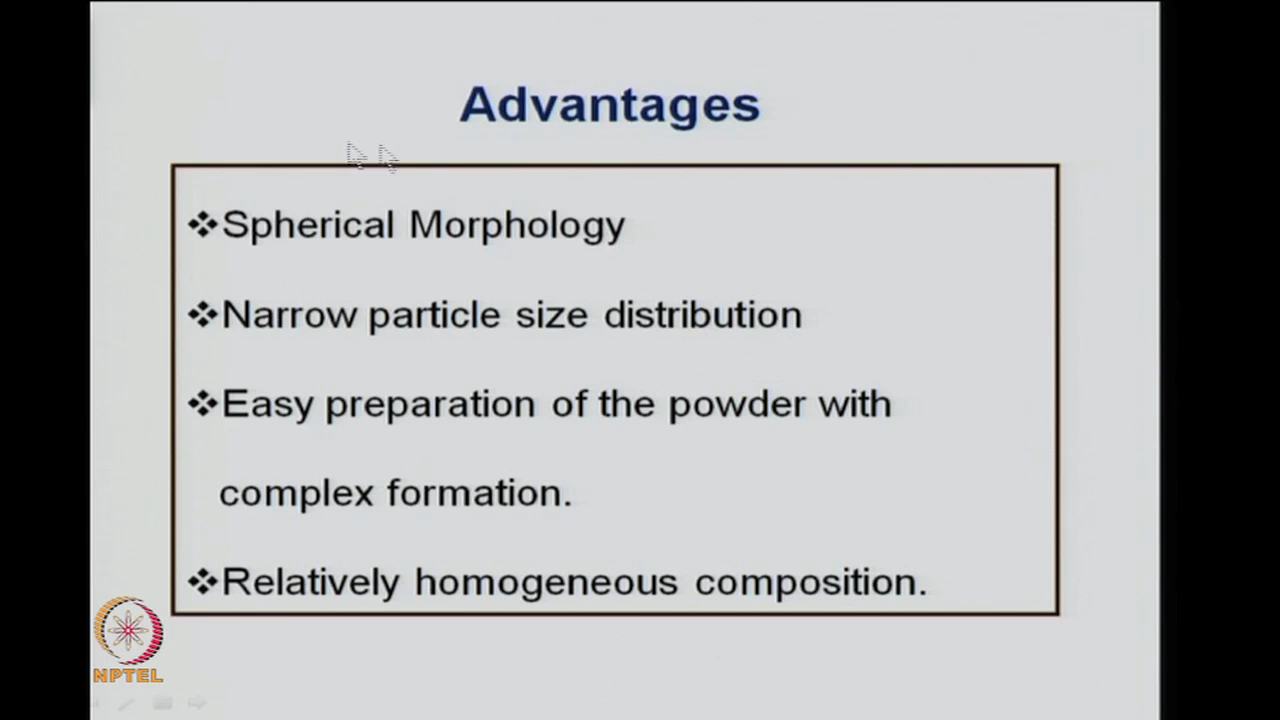 Advantages
❖Spherical Morphology
❖Narrow particle size distribution
❖Easy preparation of the powder with
complex formation.
❖Relatively homogeneous composition.
NPTEL